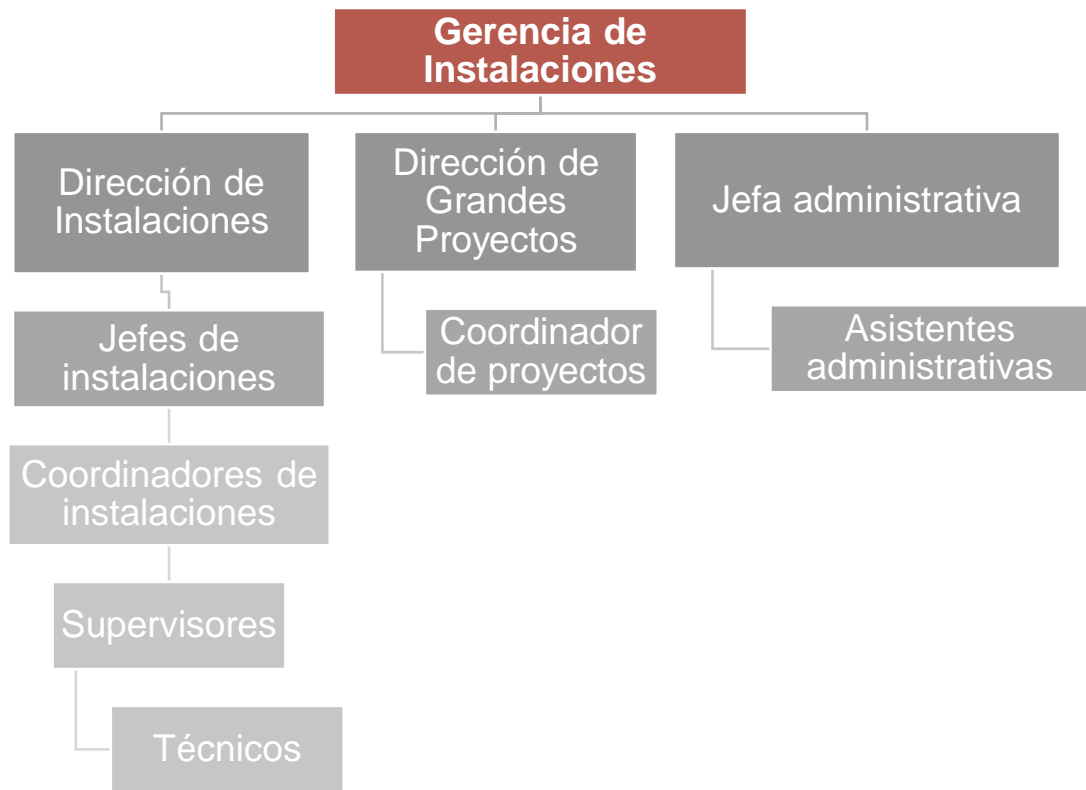 Gerencia de
Instalaciones
Dirección de
Instalaciones
Dirección de
Grandes
Proyectos
Jefa administrativa
Jefes de
instalaciones
Coordinador
de proyectos
Asistentes
administrativas
Coordinadores de
instalaciones
Supervisores
Técnicos